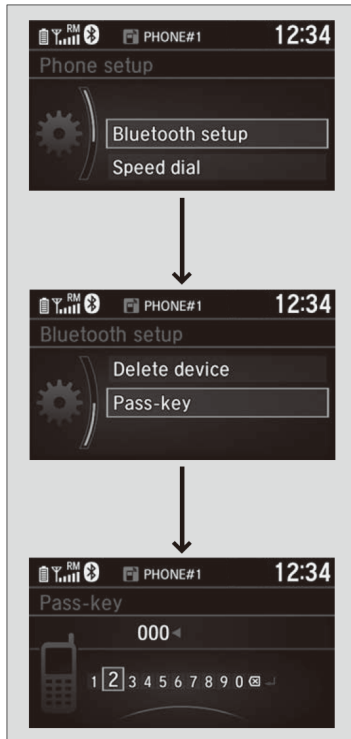 RM PHONE#1 12:34
Phone setup
Bluetooth setup
Speed dial
RM PHONE#1 12:34
Bluetooth setup
Delete device
Pass-key
RM PHONE#1 12:34
Pass-key
000
1 2 3 4 5 6 7 8 9 0